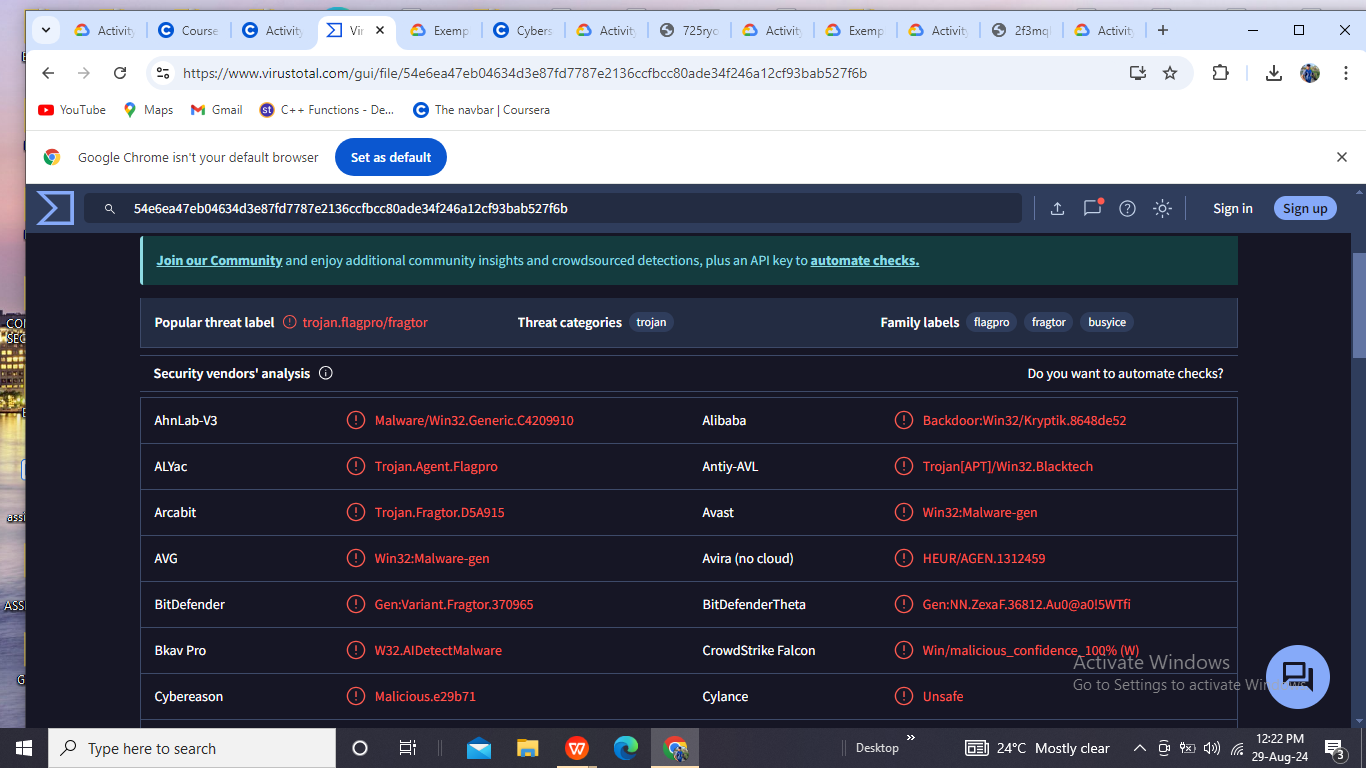 Activity
Course
Activity
Vir
Exemp
Cybers
Activity
725ryc
Activity
Exemp
Activity
2f3mq
Activity
https://www.virustotal.com/gui/file/54e6ea47eb04634d3e87fd7787e2136ccfbcc80ade34f246a12cf93bab527f6b
YouTube Maps Gmail C++ Functions - De... The navbar | Coursera
Google Chrome isn't your default browser Set as default
54e6ea47eb04634d3e87fd7787e2136ccfbcc80ade34f246a12cf93bab527f6b Sign in Sign up
Join our Community and enjoy additional community insights and crowdsourced detections, plus an API key to automate checks.
Popular threat label trojan.flagpro/fragtor Threat categories trojan Family labels flagpro fragtor busyice
Security vendors' analysis Do you want to automate checks?
AhnLab-V3 Malware/Win32.Generic.C4209910 Alibaba Backdoor:Win32/Kryptik.8648de52
ALYac Trojan.Agent.Flagpro Antiy-AVL Trojan[APT]/Win32.Blacktech
Arcabit Trojan.Fragtor.D5A915 Avast Win32:Malware-gen
AVG Win32:Malware-gen Avira (no cloud) HEUR/AGEN.1312459
BitDefender Gen:Variant.Fragtor.370965 BitDefenderTheta Gen:NN.ZexaF.36812.Au0@a0!5WTfi
Bkav Pro W32.AIDetectMalware CrowdStrike Falcon Win/malicious_confidence_100% (W)
Activate Windows
Go to Settings to activate Windows.
Cybereason Malicious.e29b71 Cylance Unsafe
Type here to search Desktop 24°C Mostly clear 12:22 PM
29-Aug-24 3